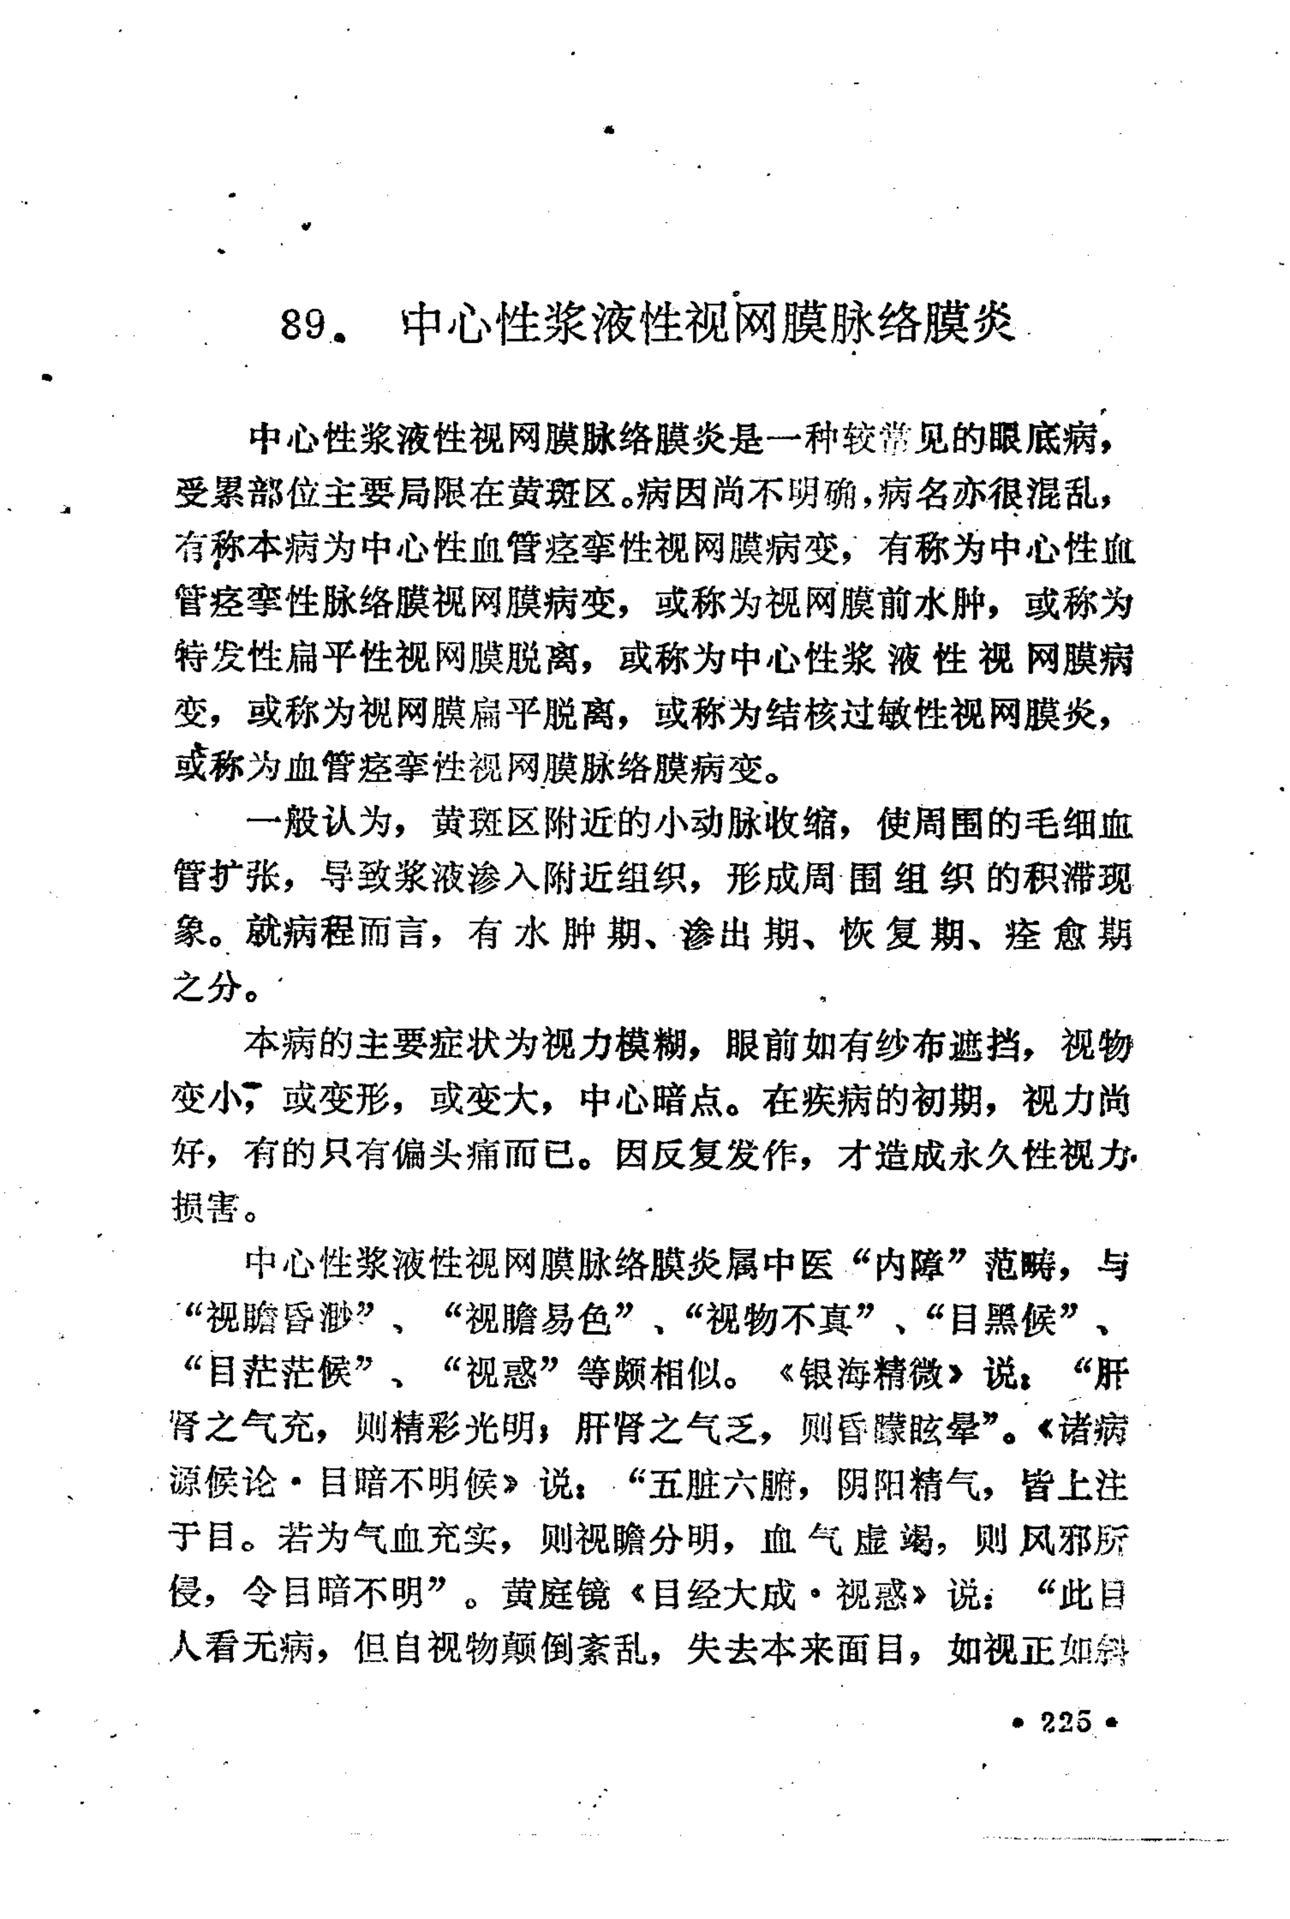 89. 中心性浆液性视网膜脉络膜炎
中心性浆液性视网膜脉络膜炎是一种较常见的眼底病，
受累部位主要局限在黄斑区。病因尚不明确，病名亦很混乱，
有称本病为中心性血管痉挛性视网膜病变，有称为中心性血
管痉挛性脉络膜视网膜病变，或称为视网膜前水肿，或称为
特发性扁平性视网膜脱离，或称为中心性浆液性视网膜病
变，或称为视网膜扁平脱离，或称为结核过敏性视网膜炎，
或称为血管痉挛性视网膜脉络膜病变。
一般认为，黄斑区附近的小动脉收缩，使周围的毛细血
管扩张，导致浆液渗入附近组织，形成周围组织的积滞现
象。就病程而言，有水肿期、渗出期、恢复期、痊愈期
之分。
本病的主要症状为视力模糊，眼前如有纱布遮挡，视物
变小，或变形，或变大，中心暗点。在疾病的初期，视力尚
好，有的只有偏头痛而已。因反复发作，才造成永久性视力
损害。
中心性浆液性视网膜脉络膜炎属中医“内障”范畴，与
“视瞻昏渺”、“视瞻易色”、“视物不真”、“目黑候”、
“目茫茫候”、“视惑”等颇相似。《银海精微》说：“肝
肾之气充，则精彩光明；肝肾之气乏，则昏朦眩晕”。《诸病
源候论·目暗不明候》说：“五脏六腑，阴阳精气，皆上注
于目。若为气血充实，则视瞻分明，血气虚竭，则风邪所
侵，令目暗不明”。黄庭镜《目经大成·视惑》说：“此目
人看无病，但自视物颠倒紊乱，失去本来面目，如视正如斜
·225·